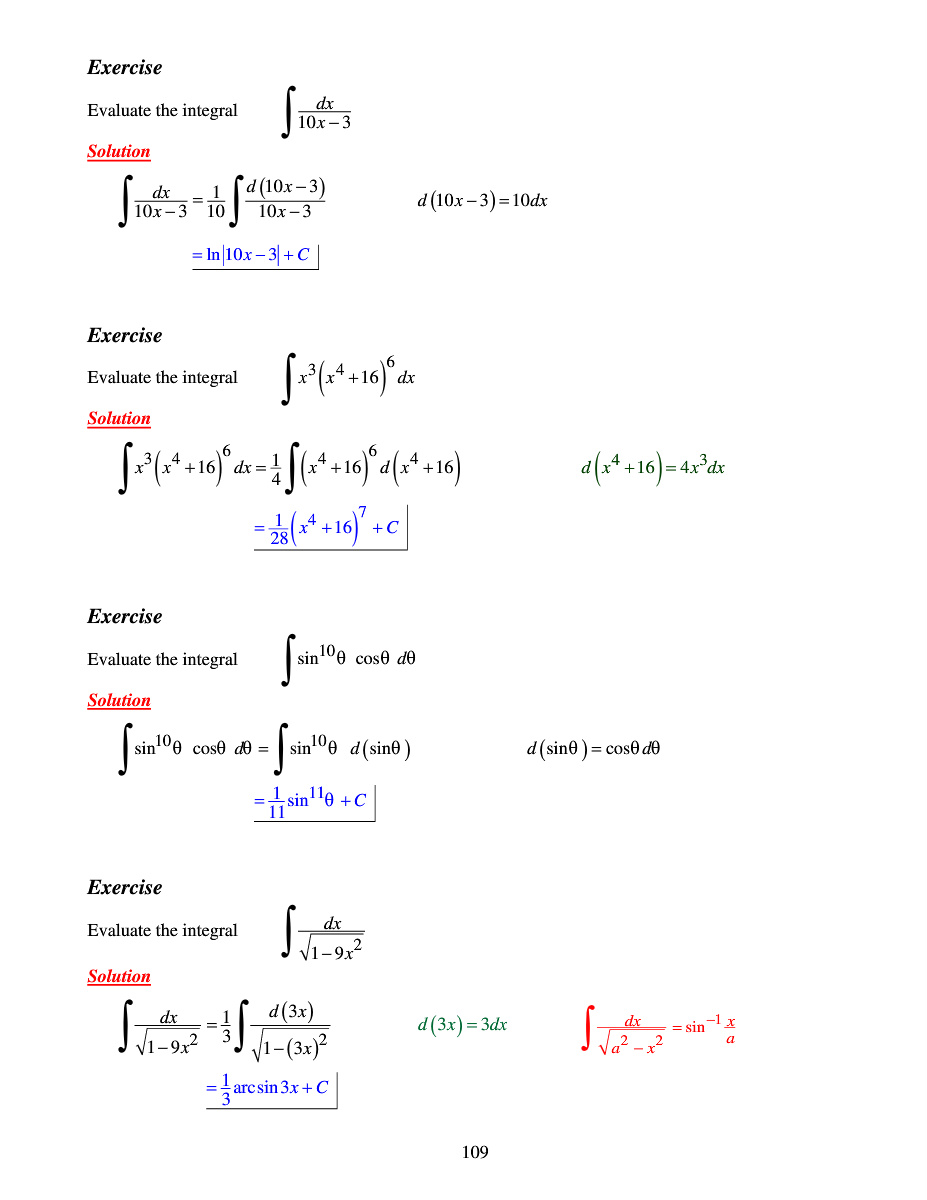 Exercise
Evaluate the integral ∫ dx/(10x − 3)
Solution
∫ dx/(10x − 3) = 1/10 ∫ d(10x − 3)/(10x − 3) d(10x − 3) = 10dx
= ln|10x − 3| + C
Exercise
Evaluate the integral ∫ x³(x⁴ + 16)⁶ dx
Solution
∫ x³(x⁴ + 16)⁶ dx = 1/4 ∫ (x⁴ + 16)⁶ d(x⁴ + 16) d(x⁴ + 16) = 4x³dx
= 1/28 (x⁴ + 16)⁷ + C
Exercise
Evaluate the integral ∫ sin¹⁰θ cosθ dθ
Solution
∫ sin¹⁰θ cosθ dθ = ∫ sin¹⁰θ d(sinθ) d(sinθ) = cosθdθ
= 1/11 sin¹¹θ + C
Exercise
Evaluate the integral ∫ dx/√(1 − 9x²)
Solution
∫ dx/√(1 − 9x²) = 1/3 ∫ d(3x)/√(1 − (3x)²) d(3x) = 3dx ∫ dx/√(a² − x²) = sin⁻¹ x/a
= 1/3 arcsin3x + C
109